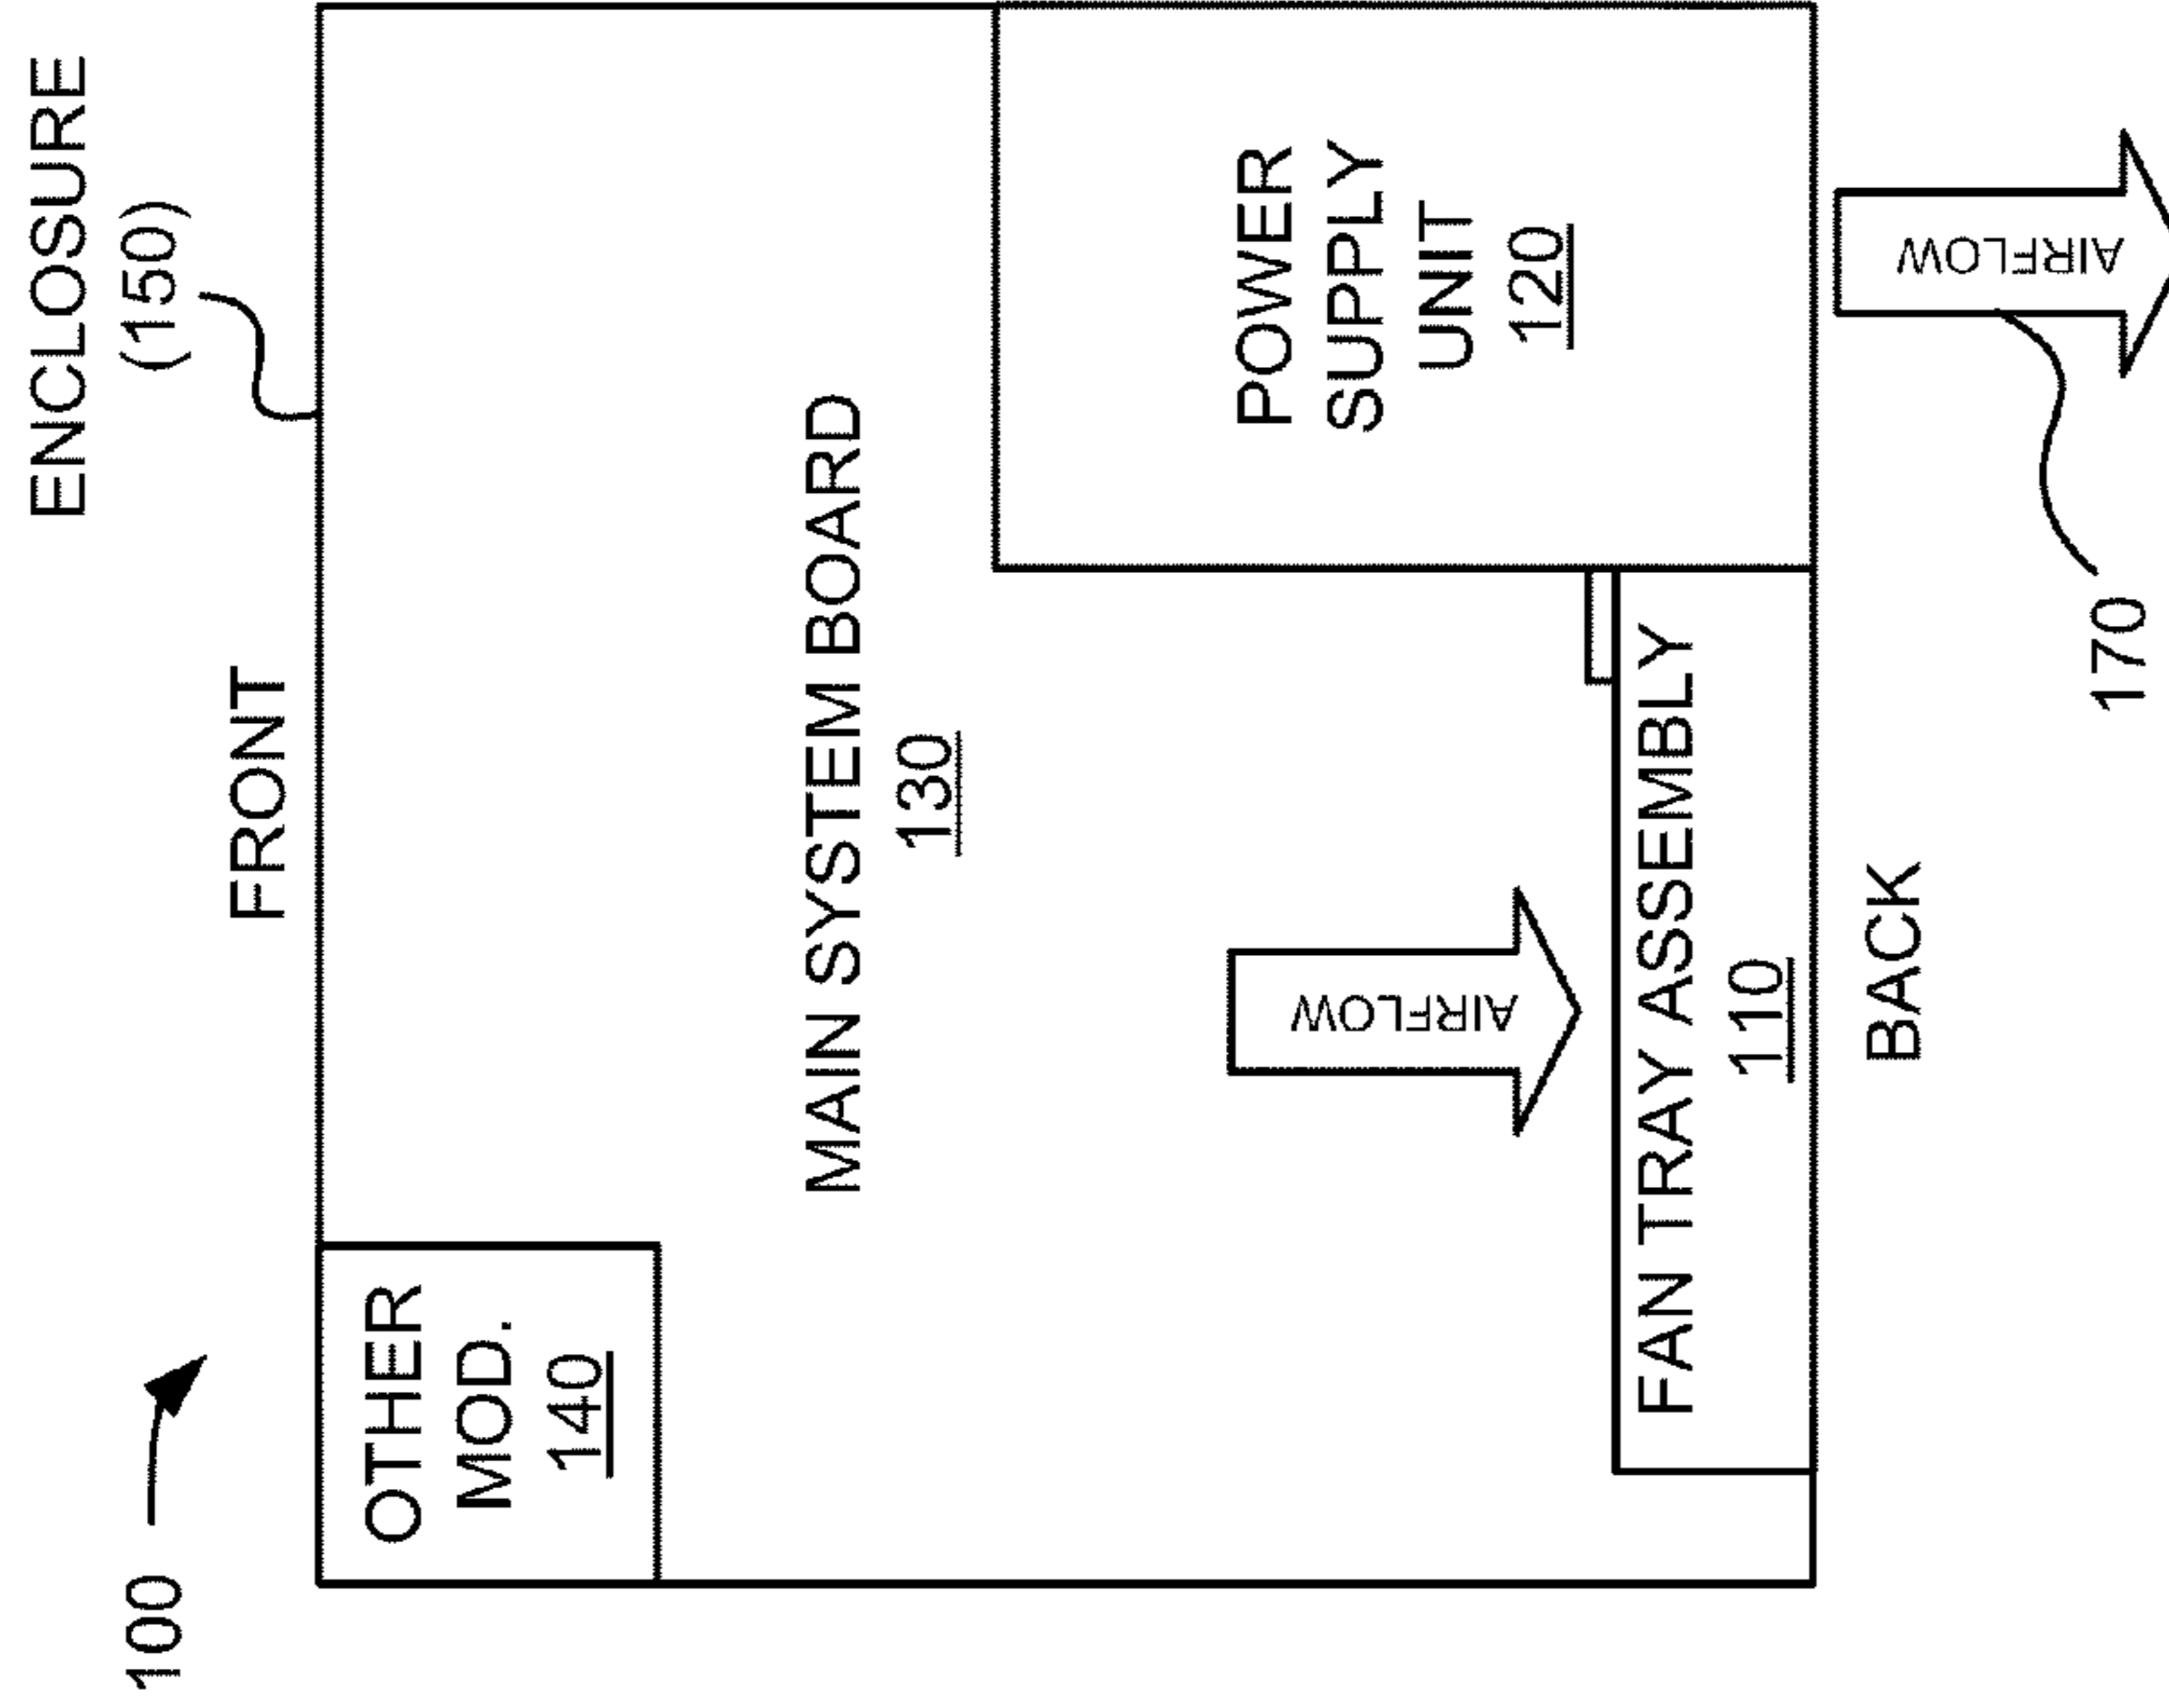 100
ENCLOSURE
(150)
FRONT
OTHER
MOD.
140
MAIN SYSTEM BOARD
130
POWER
SUPPLY
UNIT
120
AIRFLOW
FAN TRAY ASSEMBLY
110
BACK
AIRFLOW
170